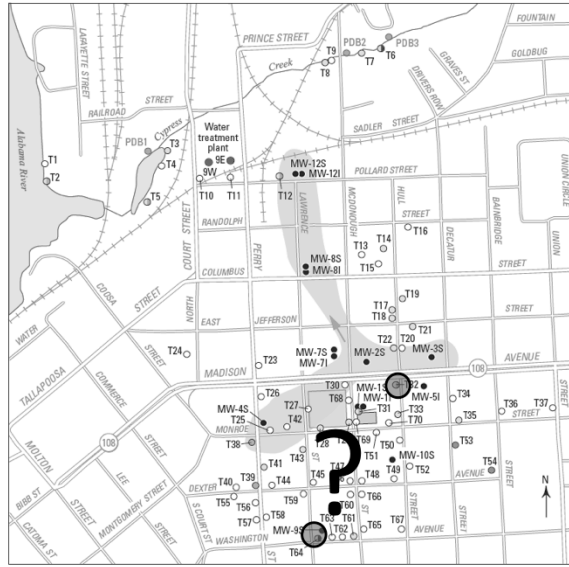 FOUNTAIN
GOLDBUG
GRAVES ST
DRIVERS ROW
PRINCE STREET
PDB2
PDB3
T9
T8
T7
T6
LAFAYETTE STREET
Creek
Cypress
RAILROAD STREET
SADLER STREET
PDB1
T3
T4
Water
treatment
plant
9E
9W
MW-12S
MW-12I
POLLARD STREET
Alabama River
T1
T2
T5
T10
T11
T12
UNION CIRCLE
COURT STREET
RANDOLPH STREET
PERRY
LAWRENCE
MCDONOUGH
HULL
DECATUR
BAINBRIDGE
UNION
T16
T14
T13
T15
MW-8S
MW-8I
COLUMBUS STREET
COOSA STREET
NORTH
T19
T17
T18
EAST JEFFERSON STREET
T21
WATER
TALLAPOOSA STREET
T24
MW-7S
MW-7I
T22
T20
MW-2S
MW-3S
T23
MADISON AVENUE
108
COMMERCE STREET
T26
T30
T68
MW-1S
MW-1I
T32
MW-5I
T34
MW-4S
T25
T27
T31
T33
T36
T37
MONROE STREET
T42
T28
T69
T70
T35
108
T38
T43
T51
T50
T53
MOLTON STREET
LEE
T41
MW-10S
T52
T54
BIBB ST
MONTGOMERY STREET
DEXTER AVENUE
T40
T39
T44
T45
T47
T48
T49
T55
T59
T66
T56
T60
CATOMA ST
S COURT ST
T57
T58
MW-9S
T63
T62
T61
T65
T67
WASHINGTON AVENUE
T64
ST
N
?